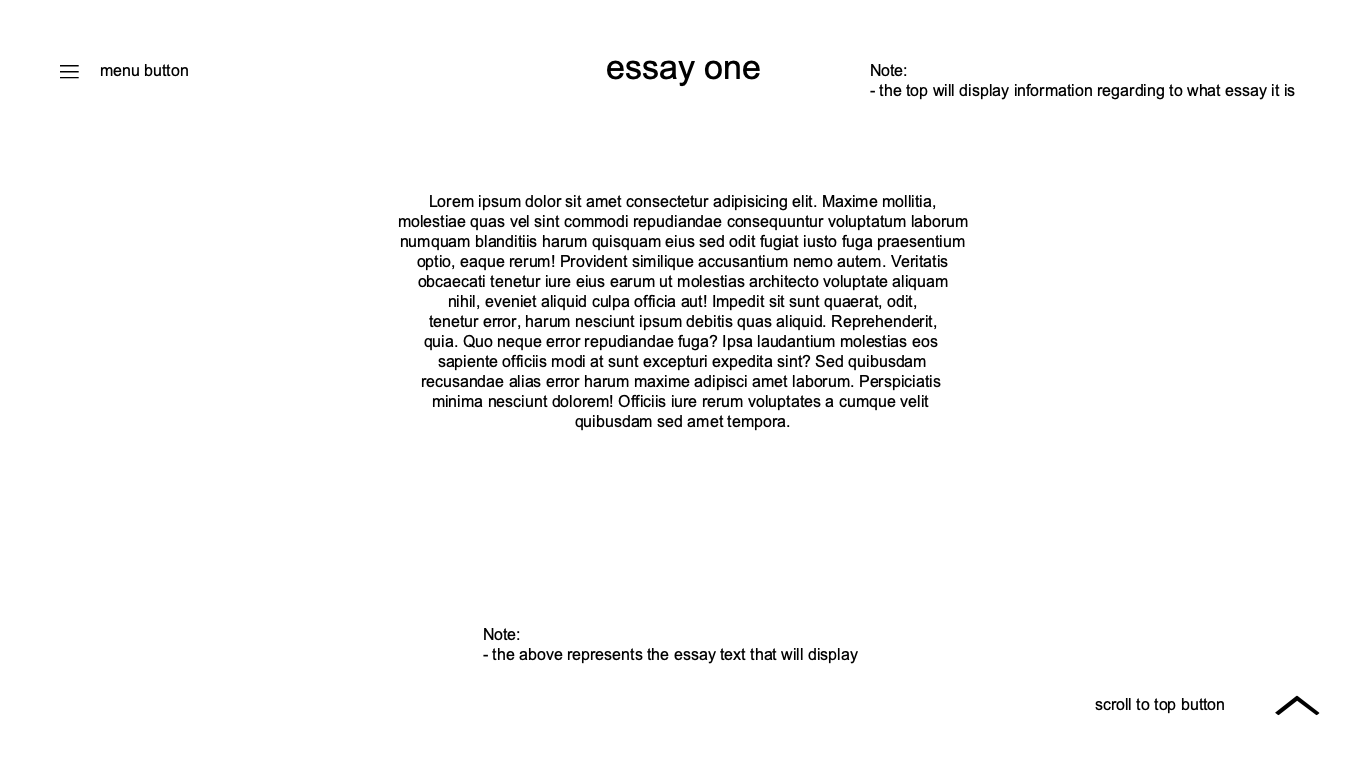 menu button
essay one
Note:
- the top will display information regarding to what essay it is
Lorem ipsum dolor sit amet consectetur adipisicing elit. Maxime mollitia,
molestiae quas vel sint commodi repudiandae consequuntur voluptatum laborum
numquam blanditiis harum quisquam eius sed odit fugiat iusto fuga praesentium
optio, eaque rerum! Provident similique accusantium nemo autem. Veritatis
obcaecati tenetur iure eius earum ut molestias architecto voluptate aliquam
nihil, eveniet aliquid culpa officia aut! Impedit sit sunt quaerat, odit,
tenetur error, harum nesciunt ipsum debitis quas aliquid. Reprehenderit,
quia. Quo neque error repudiandae fuga? Ipsa laudantium molestias eos
sapiente officiis modi at sunt excepturi expedita sint? Sed quibusdam
recusandae alias error harum maxime adipisci amet laborum. Perspiciatis
minima nesciunt dolorem! Officiis iure rerum voluptates a cumque velit
quibusdam sed amet tempora.
Note:
- the above represents the essay text that will display
scroll to top button